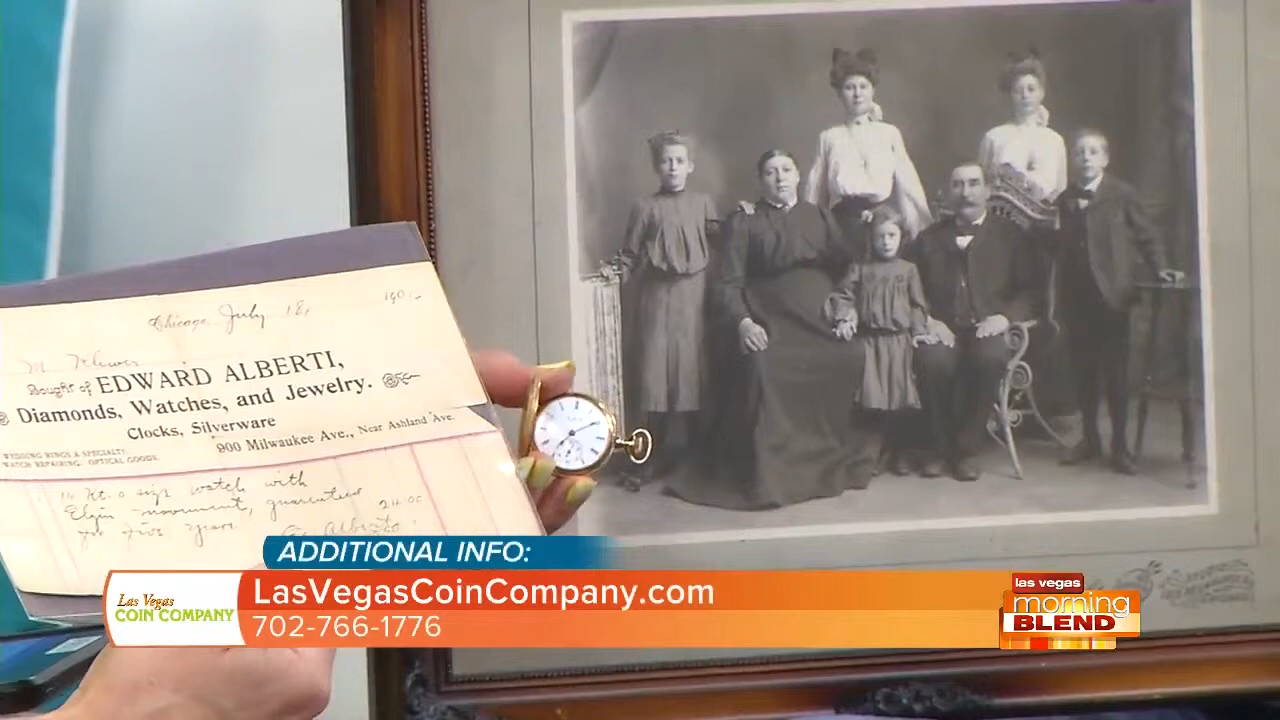 Chicago, July 18, 190
M
Bought of EDWARD ALBERTI,
Diamonds, Watches, and Jewelry.
Clocks, Silverware
900 Milwaukee Ave., Near Ashland Ave.
WEDDING RINGS A SPECIALTY
WATCH REPAIRING. OPTICAL GOODS.
14 Kt. o size watch with
Elgin movement, guaranteed 24.00
for five years
E. Alberti
ADDITIONAL INFO:
Las Vegas
COIN COMPANY
LasVegasCoinCompany.com
702-766-1776
las vegas
morning
BLEND